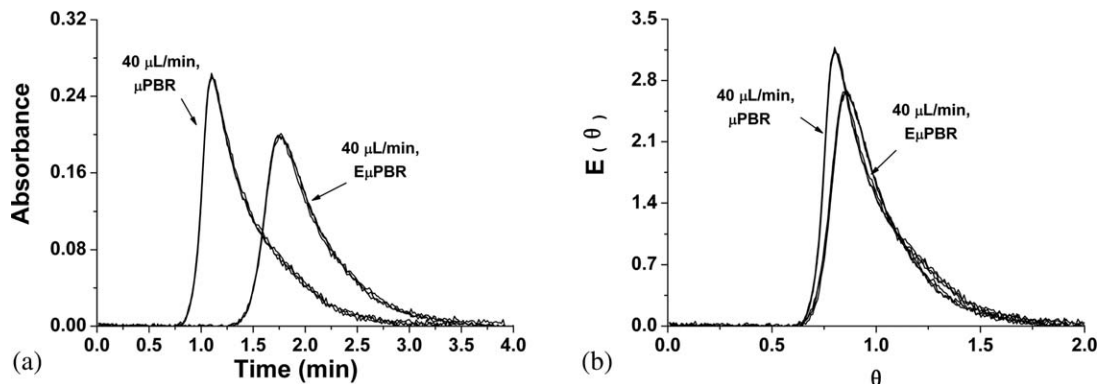 0.32
0.24
0.16
0.08
0.00
Absorbance
40 µL/min,
µPBR
40 µL/min,
EµPBR
0.0 0.5 1.0 1.5 2.0 2.5 3.0 3.5 4.0
Time (min)
(a)
3.5
2.8
2.1
1.4
0.7
0.0
E (θ)
40 µL/min,
µPBR
40 µL/min,
EµPBR
0.0 0.5 1.0 1.5 2.0
θ
(b)